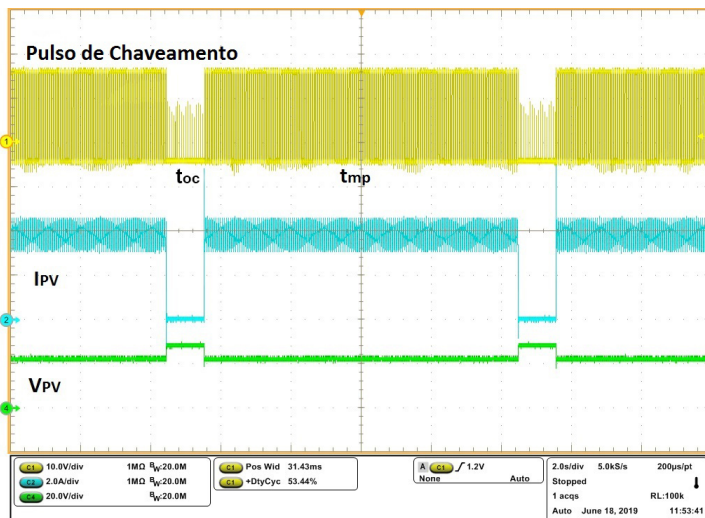 Pulso de Chaveamento
1
toc
tmp
IPV
2
VPV
4
C1 10.0V/div 1MΩ BW:20.0M
C2 2.0A/div 1MΩ BW:20.0M
C4 20.0V/div BW:20.0M
C1 Pos Wid 31.43ms
C1 +DtyCyc 53.44%
A C1 1.2V
None Auto
2.0s/div 5.0kS/s 200µs/pt
Stopped
1 acqs RL:100k
Auto June 18, 2019 11:53:41